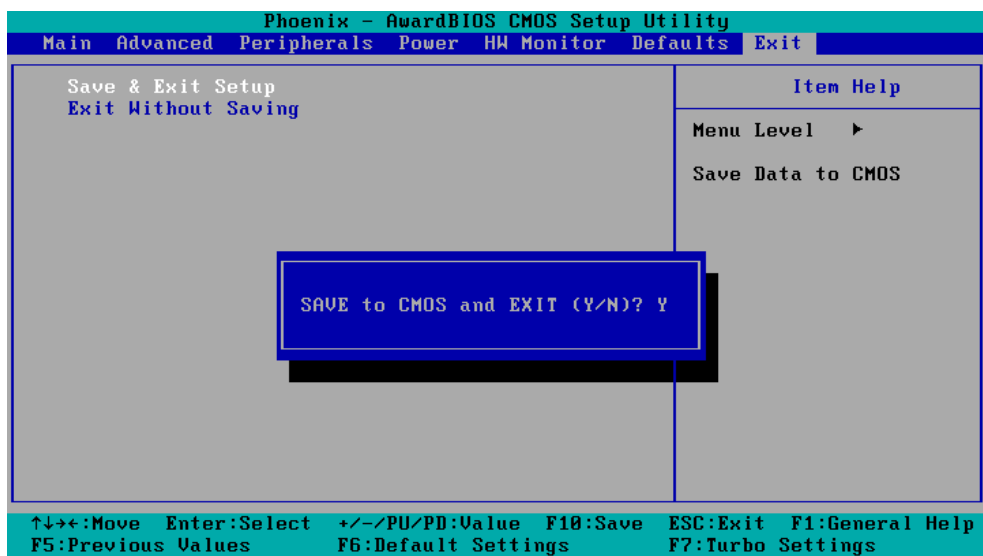 Phoenix - AwardBIOS CMOS Setup Utility
Main Advanced Peripherals Power HW Monitor Defaults Exit
Save & Exit Setup
Exit Without Saving
Item Help
Menu Level ▶
Save Data to CMOS
SAVE to CMOS and EXIT (Y/N)? Y
↑↓→←:Move Enter:Select +/-/PU/PD:Value F10:Save ESC:Exit F1:General Help
F5:Previous Values F6:Default Settings F7:Turbo Settings